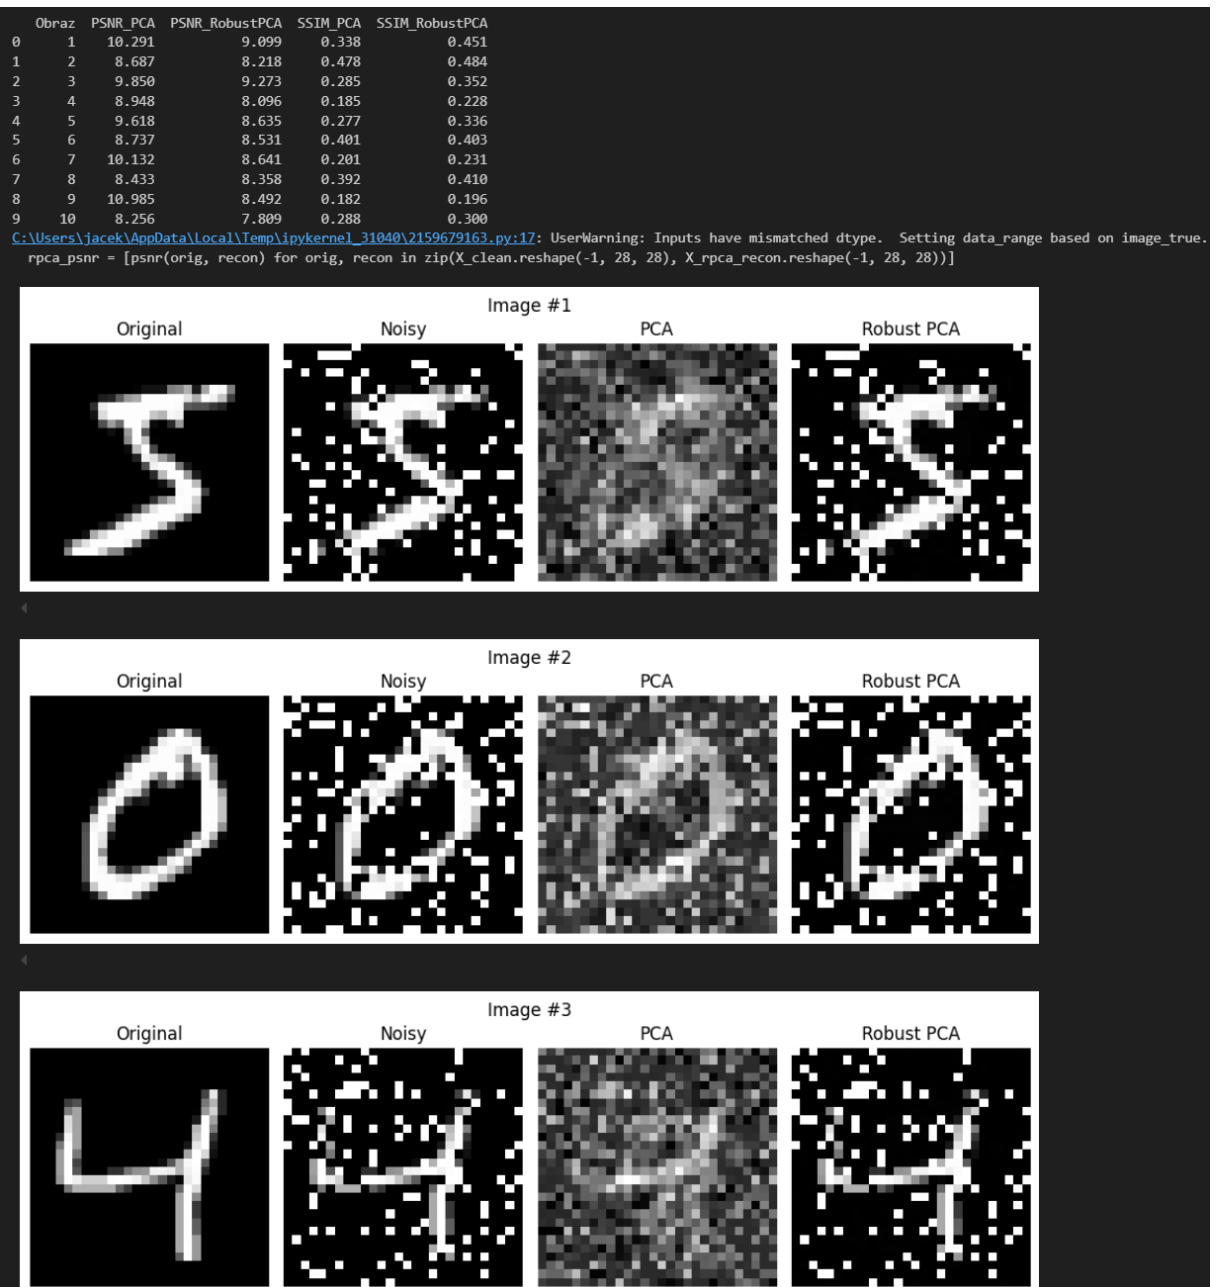 Obraz PSNR_PCA PSNR_RobustPCA SSIM_PCA SSIM_RobustPCA
0 1 10.291 9.099 0.338 0.451
1 2 8.687 8.218 0.478 0.484
2 3 9.850 9.273 0.285 0.352
3 4 8.948 8.096 0.185 0.228
4 5 9.618 8.635 0.277 0.336
5 6 8.737 8.531 0.401 0.403
6 7 10.132 8.641 0.201 0.231
7 8 8.433 8.358 0.392 0.410
8 9 10.985 8.492 0.182 0.196
9 10 8.256 7.809 0.288 0.300
C:\Users\jacek\AppData\Local\Temp\ipykernel_31040\2159679163.py:17: UserWarning: Inputs have mismatched dtype. Setting data_range based on image_true.
rpca_psnr = [psnr(orig, recon) for orig, recon in zip(X_clean.reshape(-1, 28, 28), X_rpca_recon.reshape(-1, 28, 28))]
Image #1
Original Noisy PCA Robust PCA
Image #2
Original Noisy PCA Robust PCA
Image #3
Original Noisy PCA Robust PCA